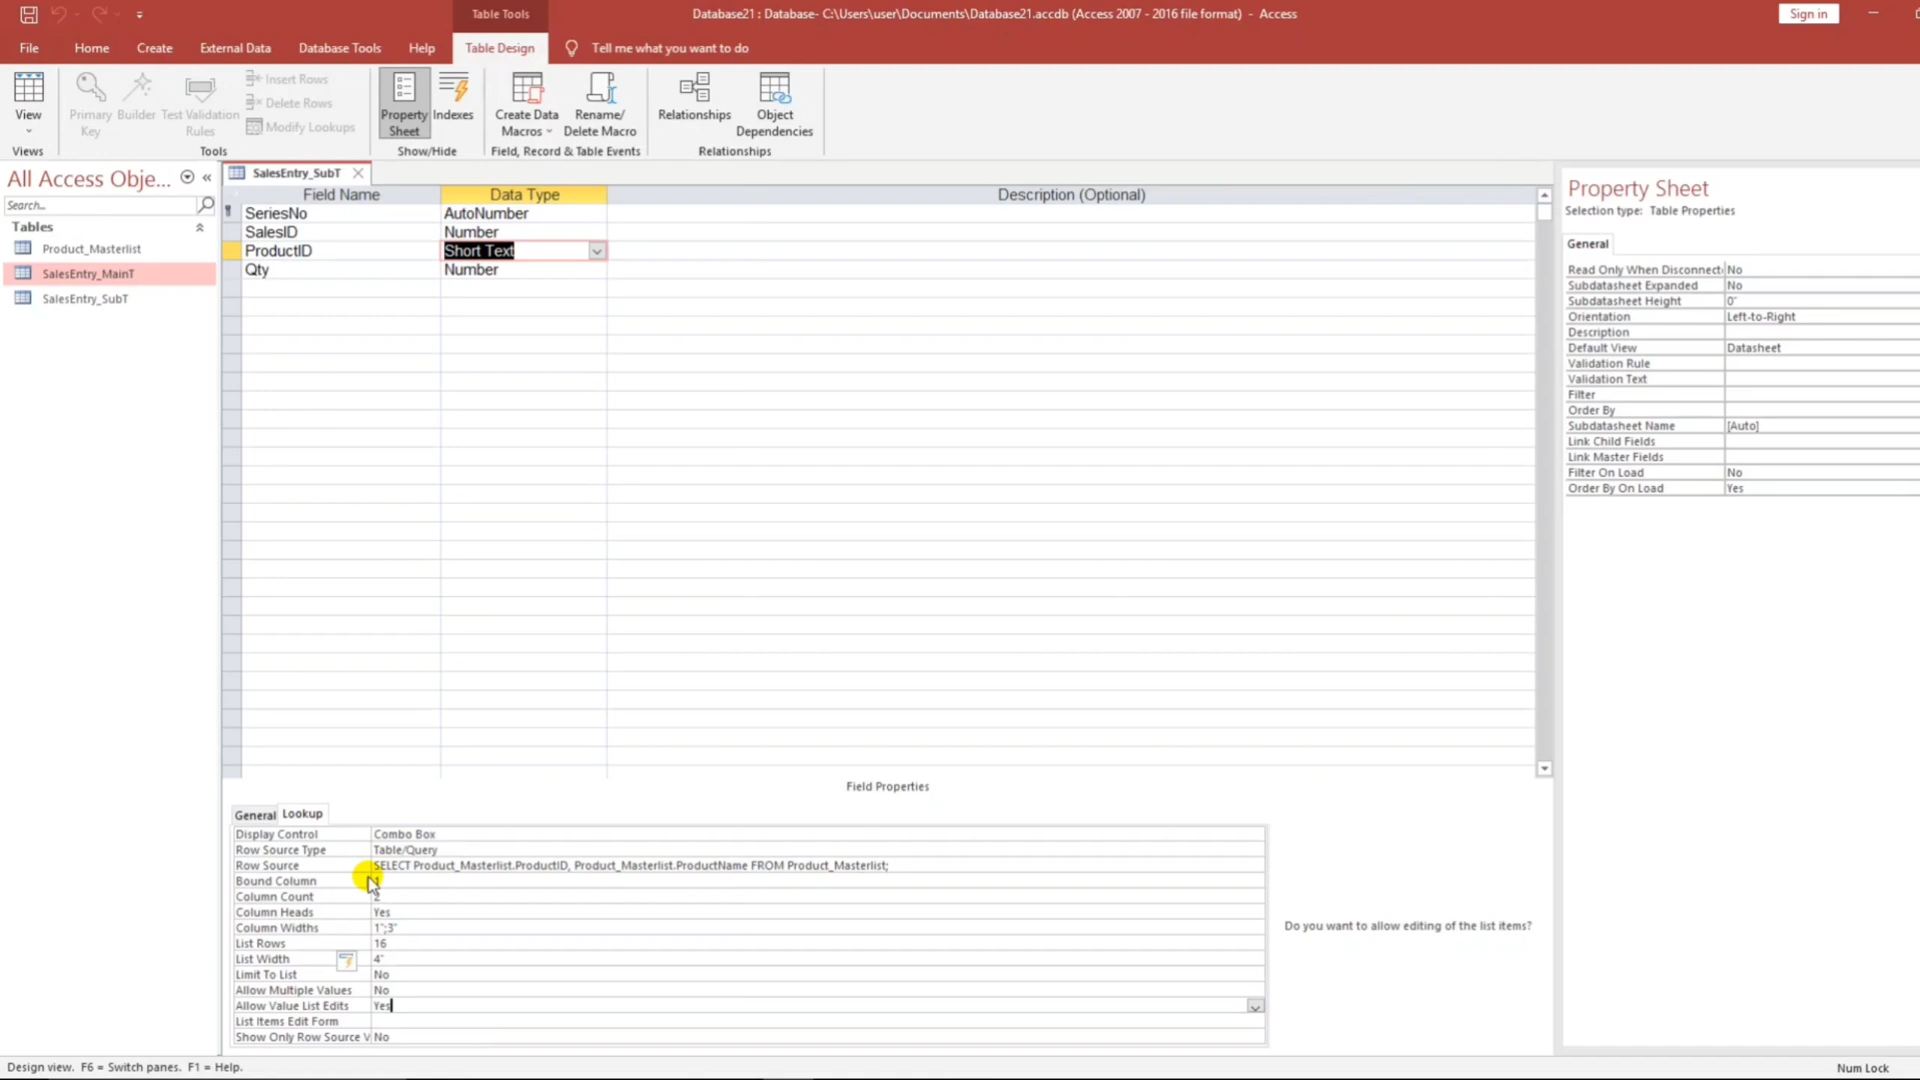 Table Tools
Database21 : Database- C:\Users\user\Documents\Database21.accdb (Access 2007 - 2016 file format) - Access
Sign in
File Home Create External Data Database Tools Help Table Design Tell me what you want to do
View
Primary Key
Builder
Test Validation Rules
Insert Rows
Delete Rows
Modify Lookups
Property Sheet
Indexes
Create Data Macros
Rename/ Delete Macro
Relationships
Object Dependencies
Views
Tools
Show/Hide
Field, Record & Table Events
Relationships
All Access Obje...
Search...
Tables
Product_Masterlist
SalesEntry_MainT
SalesEntry_SubT
SalesEntry_SubT
Field Name Data Type Description (Optional)
SeriesNo AutoNumber
SalesID Number
ProductID Short Text
Qty Number
Field Properties
General Lookup
Display Control Combo Box
Row Source Type Table/Query
Row Source SELECT Product_Masterlist.ProductID, Product_Masterlist.ProductName FROM Product_Masterlist;
Bound Column 1
Column Count 2
Column Heads Yes
Column Widths 1";3"
List Rows 16
List Width 4"
Limit To List No
Allow Multiple Values No
Allow Value List Edits Yes
List Items Edit Form
Show Only Row Source V No
Do you want to allow editing of the list items?
Property Sheet
Selection type: Table Properties
General
Read Only When Disconnect No
Subdatasheet Expanded No
Subdatasheet Height 0"
Orientation Left-to-Right
Description
Default View Datasheet
Validation Rule
Validation Text
Filter
Order By
Subdatasheet Name [Auto]
Link Child Fields
Link Master Fields
Filter On Load No
Order By On Load Yes
Design view. F6 = Switch panes. F1 = Help.
Num Lock